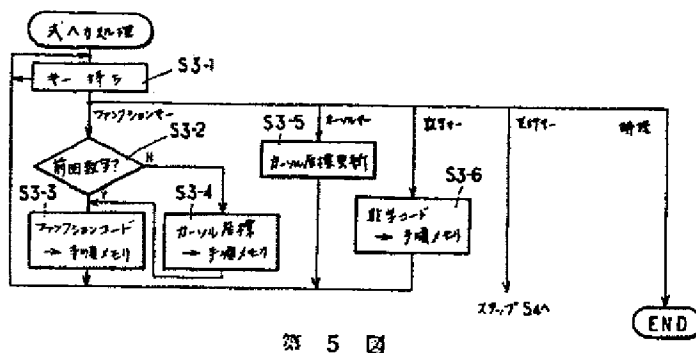 式入力処理
キー待ち
S3-1
ファンクションキー
S3-2
前回数字?
N
Y
S3-3
ファンクションコード
→ 手順メモリ
S3-4
カーソル座標
→ 手順メモリ
カーソルキー
S3-5
カーソル座標更新
数字キー
S3-6
数字コード
→ 手順メモリ
実行キー
ステップS4へ
END
第 5 図